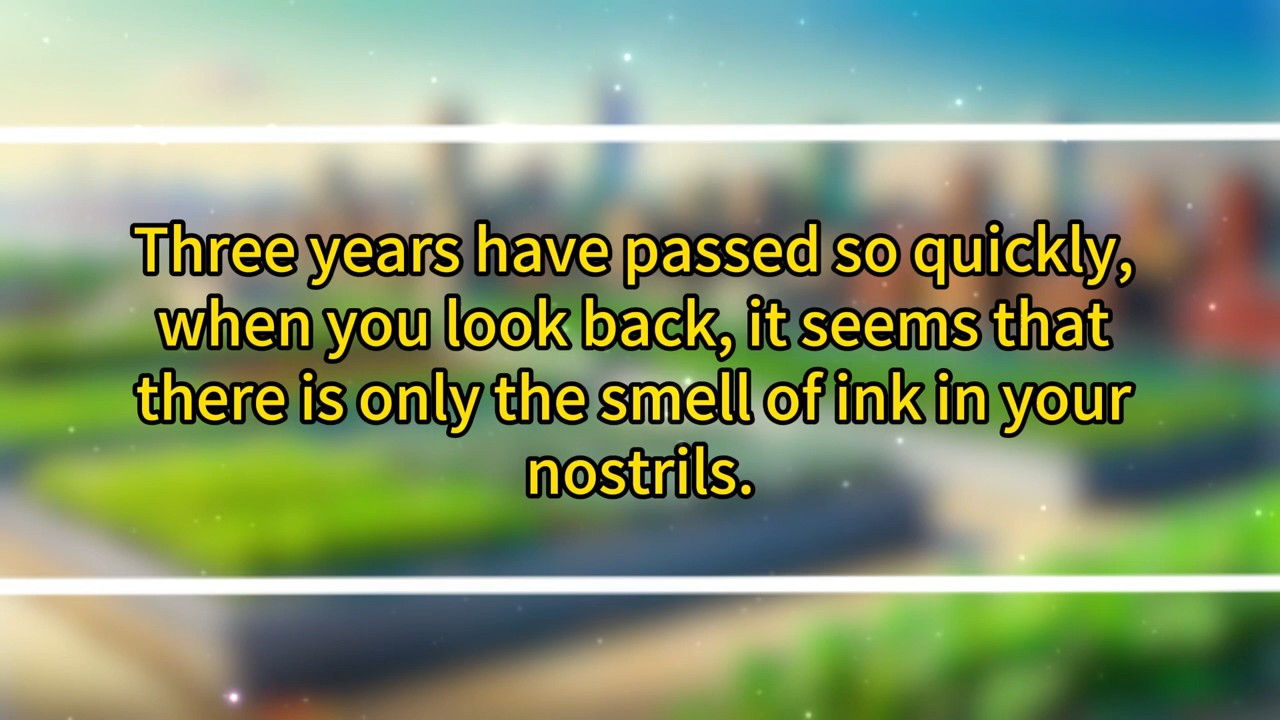 Three years have passed so quickly,
when you look back, it seems that
there is only the smell of ink in your
nostrils.